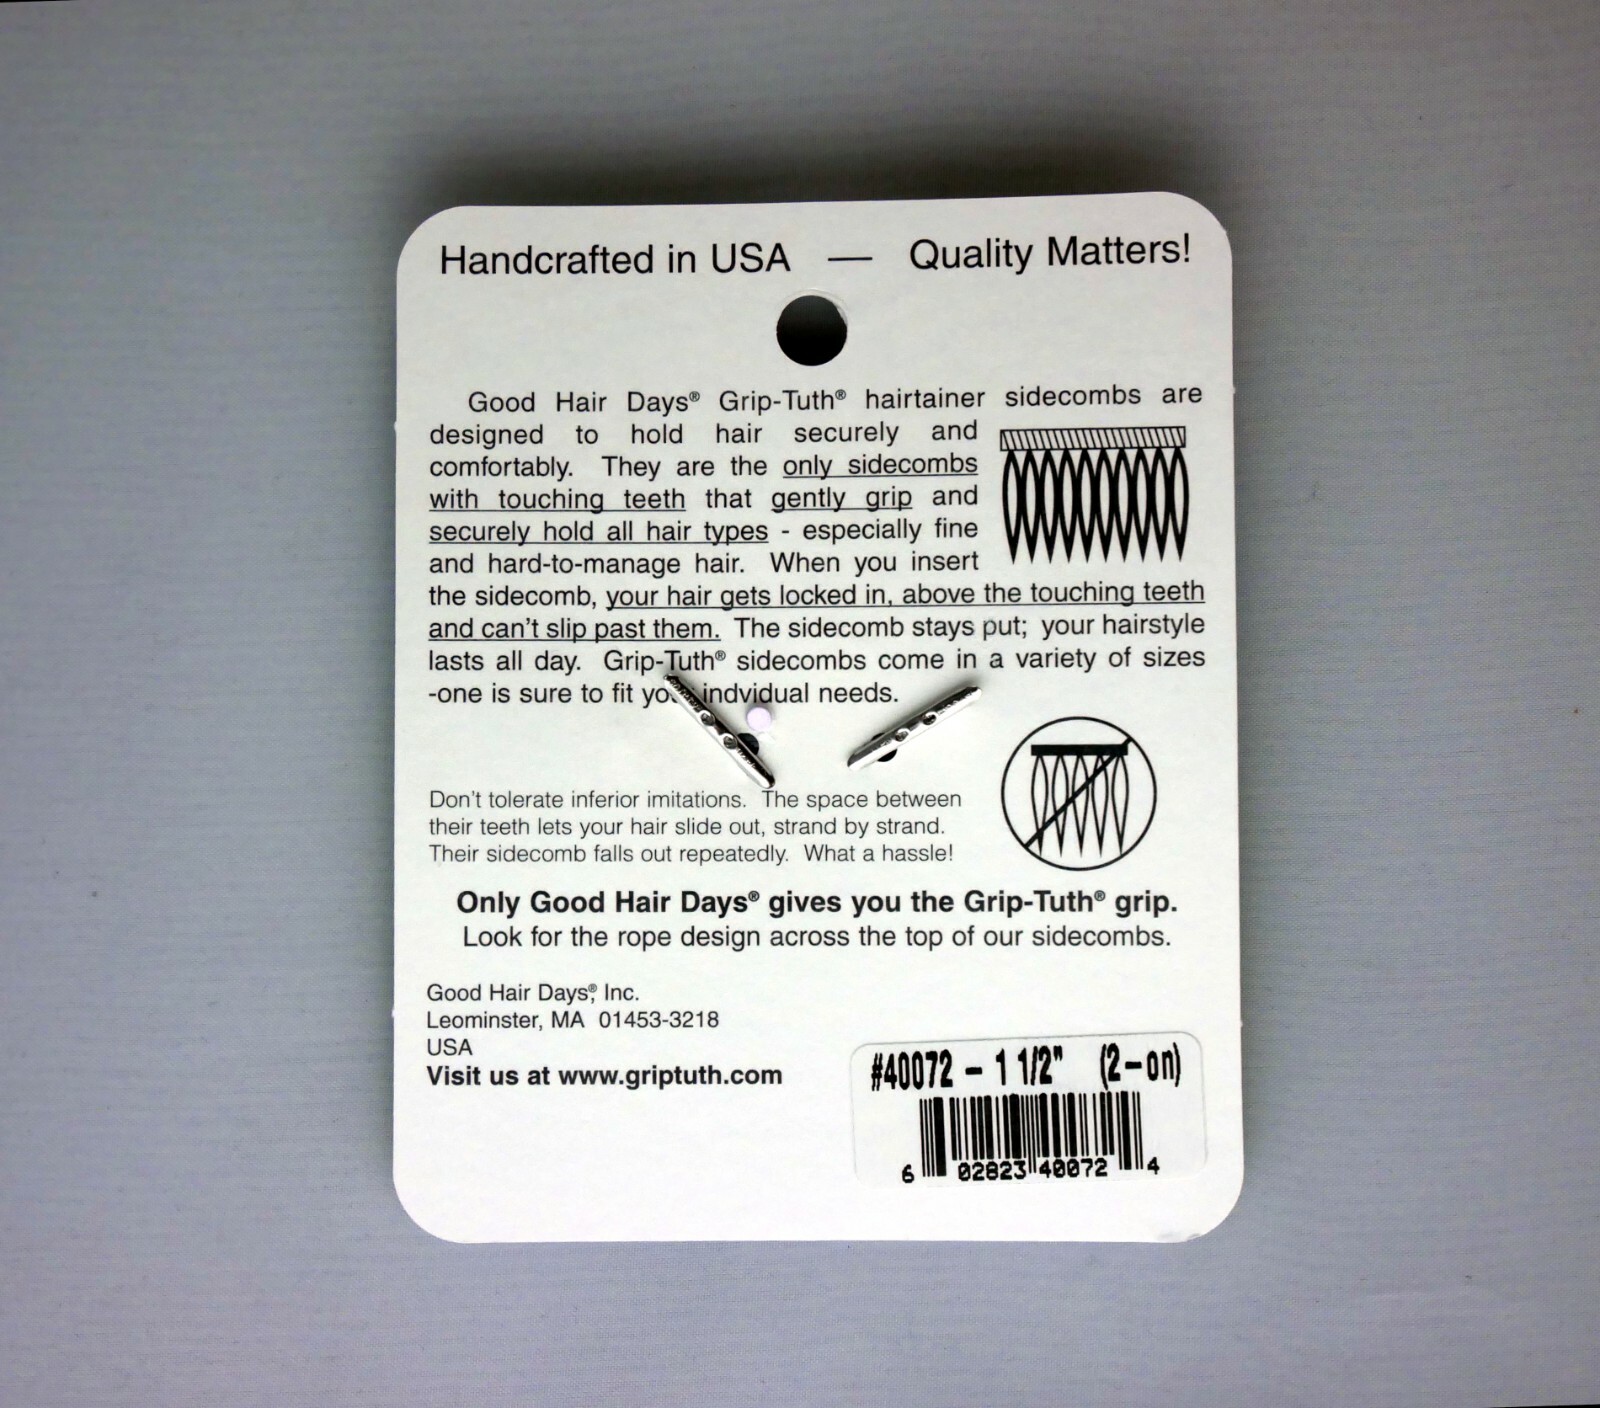 Handcrafted in USA — Quality Matters!
Good Hair Days® Grip-Tuth® hairtainer sidecombs are
designed to hold hair securely and
comfortably. They are the only sidecombs
with touching teeth that gently grip and
securely hold all hair types - especially fine
and hard-to-manage hair. When you insert
the sidecomb, your hair gets locked in, above the touching teeth
and can't slip past them. The sidecomb stays put; your hairstyle
lasts all day. Grip-Tuth® sidecombs come in a variety of sizes
-one is sure to fit indvidual needs.
Don't tolerate inferior imitations. The space between
their teeth lets your hair slide out, strand by strand.
Their sidecomb falls out repeatedly. What a hassle!
Only Good Hair Days® gives you the Grip-Tuth® grip.
Look for the rope design across the top of our sidecombs.
Good Hair Days®, Inc.
Leominster, MA 01453-3218
USA
Visit us at www.griptuth.com
#40072 - 1 1/2" (2-on)
6 02823 40072 4